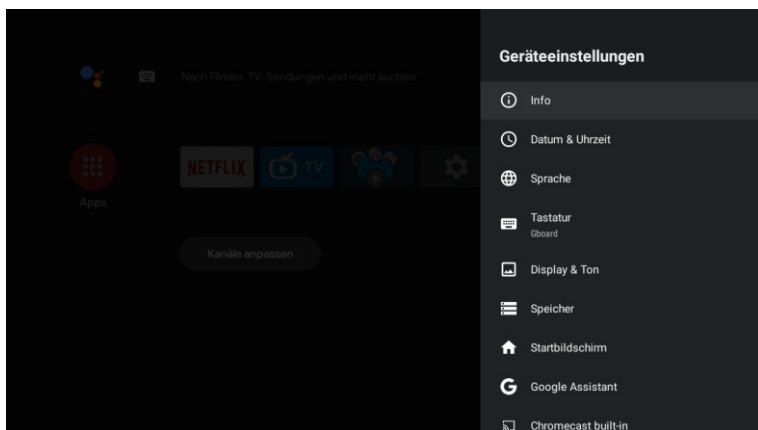 Nach Filmen, TV-Sendungen und mehr suchen
NETFLIX
TV
Apps
Kanäle anpassen
Geräteeinstellungen
Info
Datum & Uhrzeit
Sprache
Tastatur
Gboard
Display & Ton
Speicher
Startbildschirm
Google Assistant
Chromecast built-in